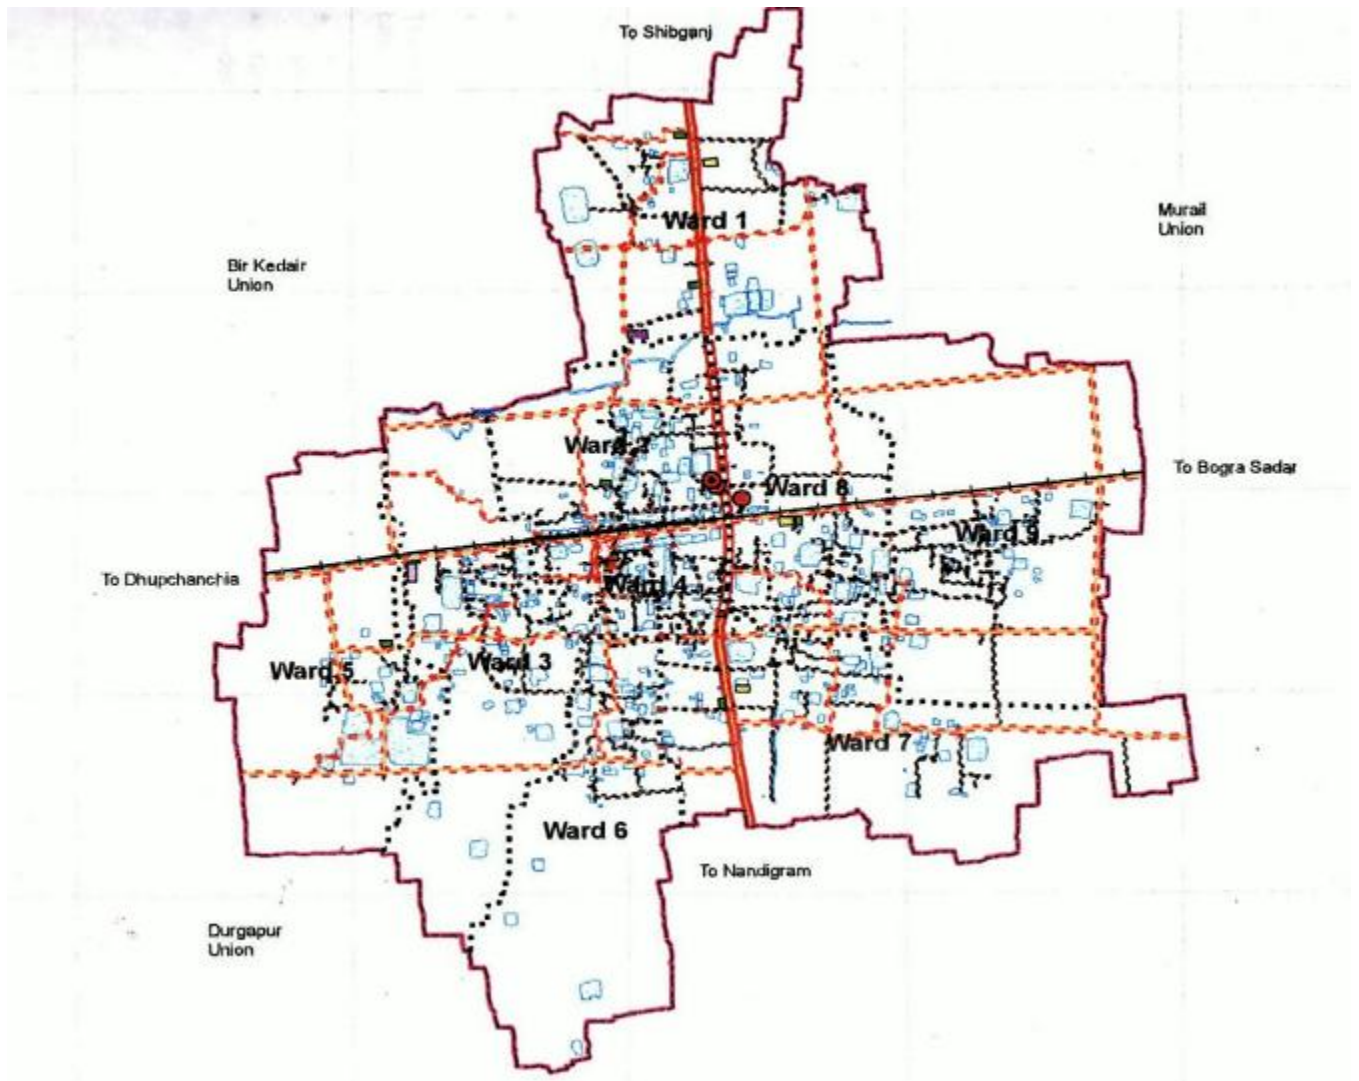 To Shibganj
Murail
Union
Ward 1
Bir Kedair
Union
Ward 2
To Bogra Sadar
Ward 8
Ward 9
To Dhupchanchia
Ward 4
Ward 3
Ward 5
Ward 7
Ward 6
To Nandigram
Durgapur
Union